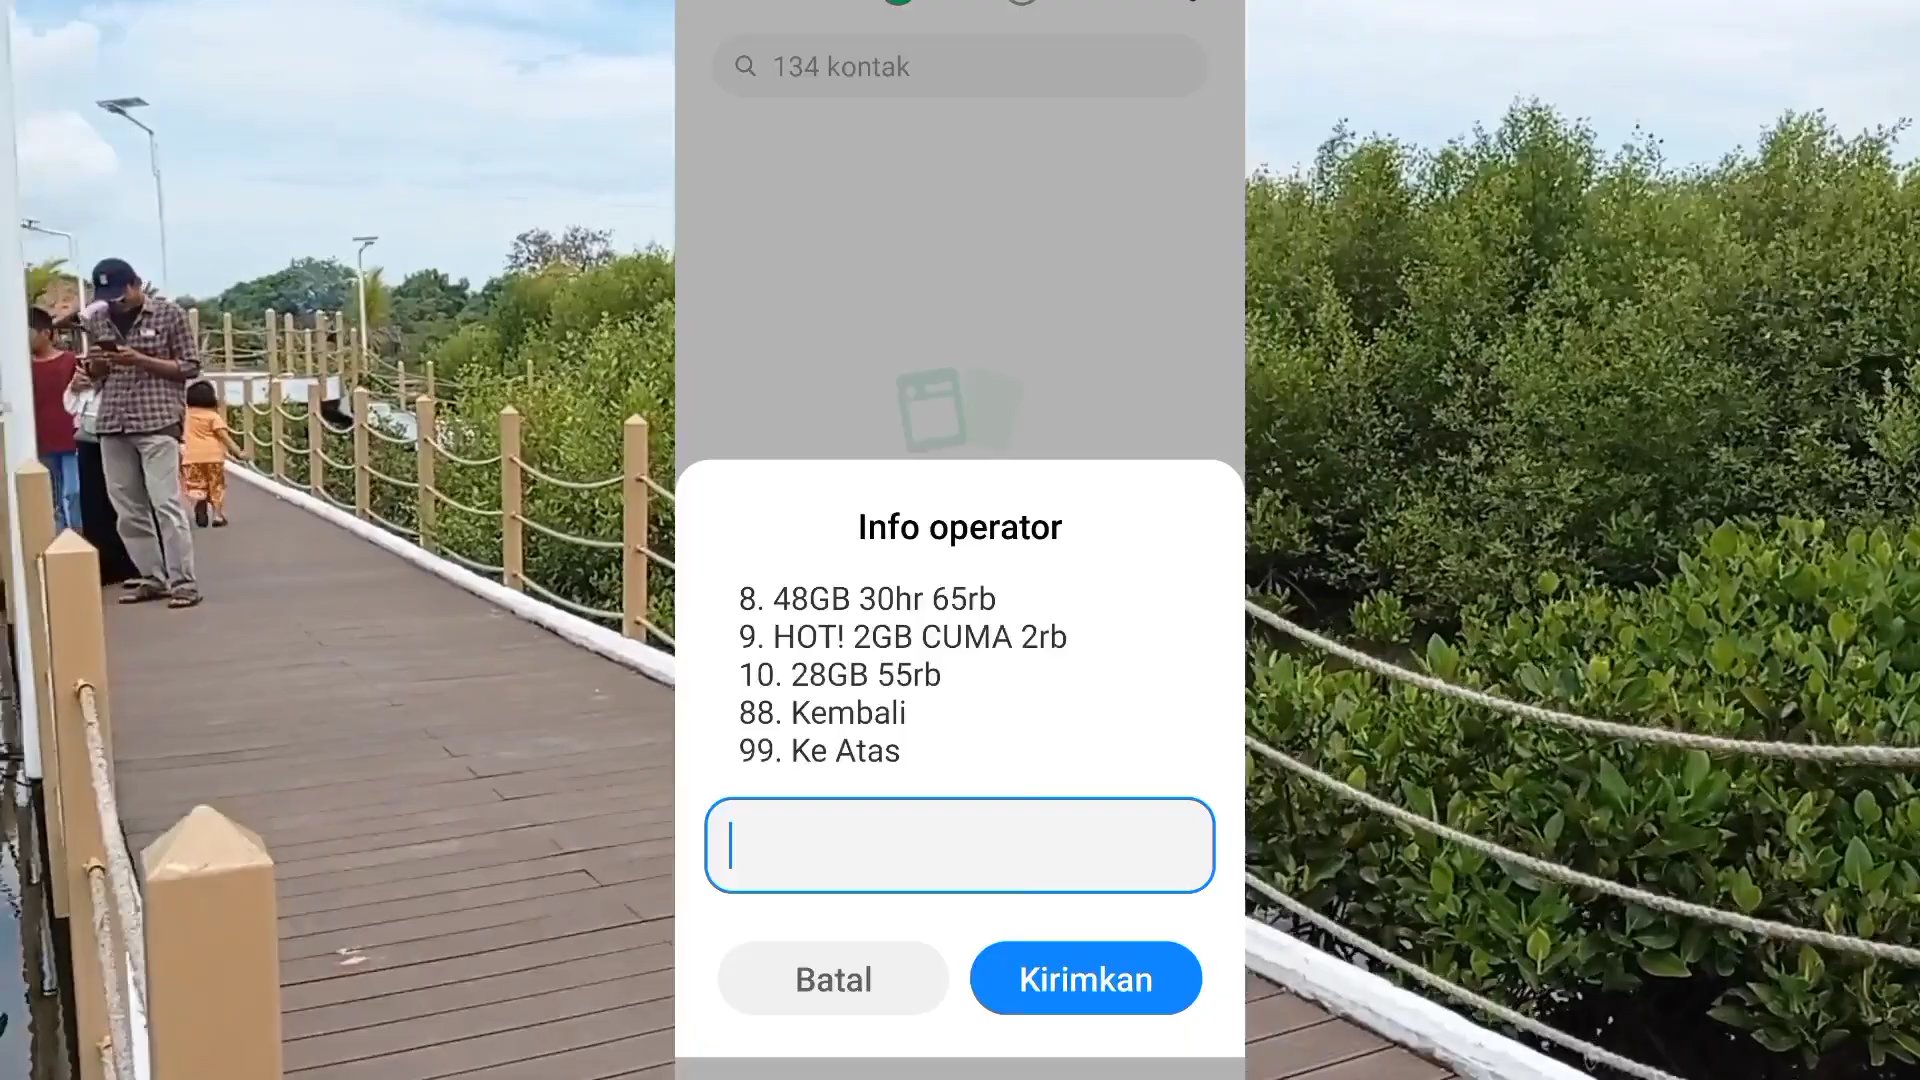 134 kontak
Info operator
8. 48GB 30hr 65rb
9. HOT! 2GB CUMA 2rb
10. 28GB 55rb
88. Kembali
99. Ke Atas
Batal
Kirimkan